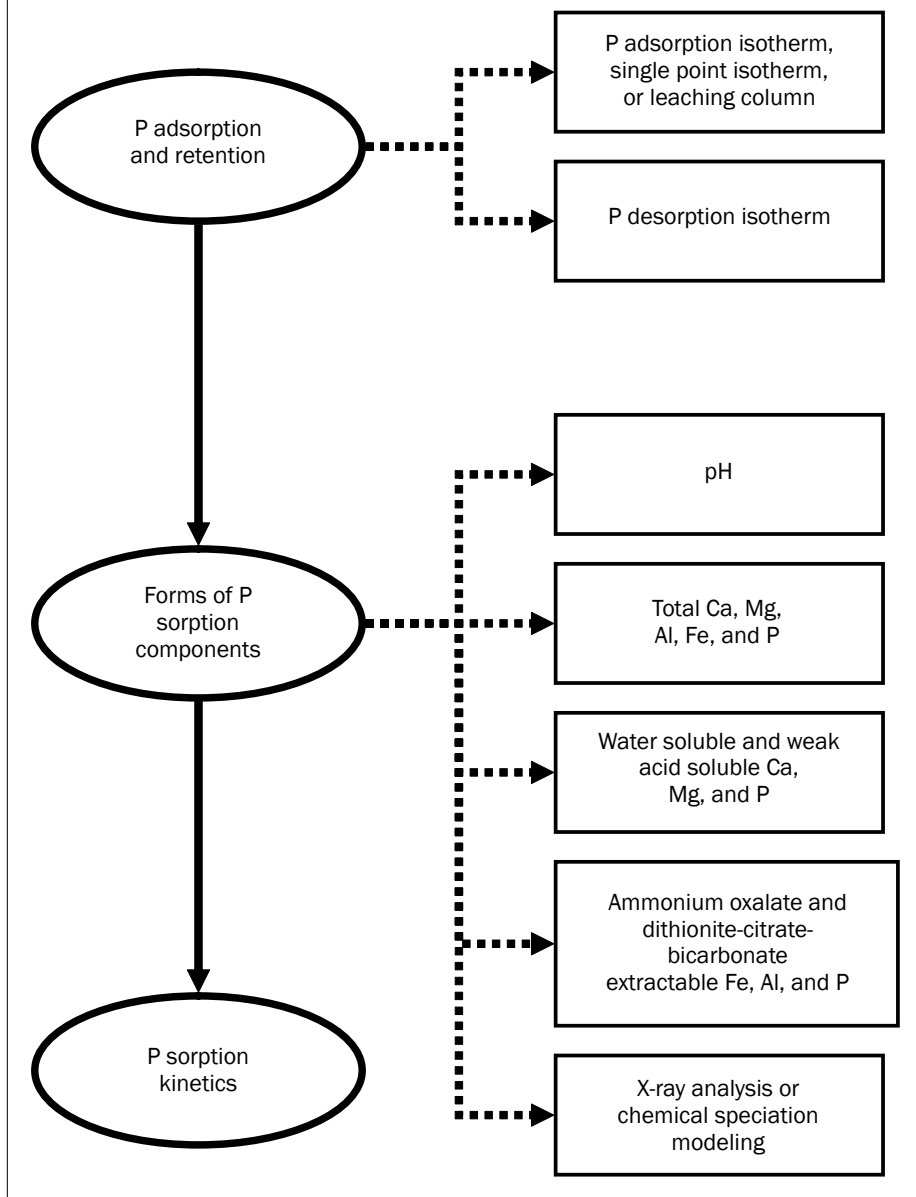 P adsorption
and retention
P adsorption isotherm,
single point isotherm,
or leaching column
P desorption isotherm
Forms of P
sorption
components
pH
Total Ca, Mg,
Al, Fe, and P
Water soluble and weak
acid soluble Ca,
Mg, and P
Ammonium oxalate and
dithionite-citrate-
bicarbonate
extractable Fe, Al, and P
X-ray analysis or
chemical speciation
modeling
P sorption
kinetics